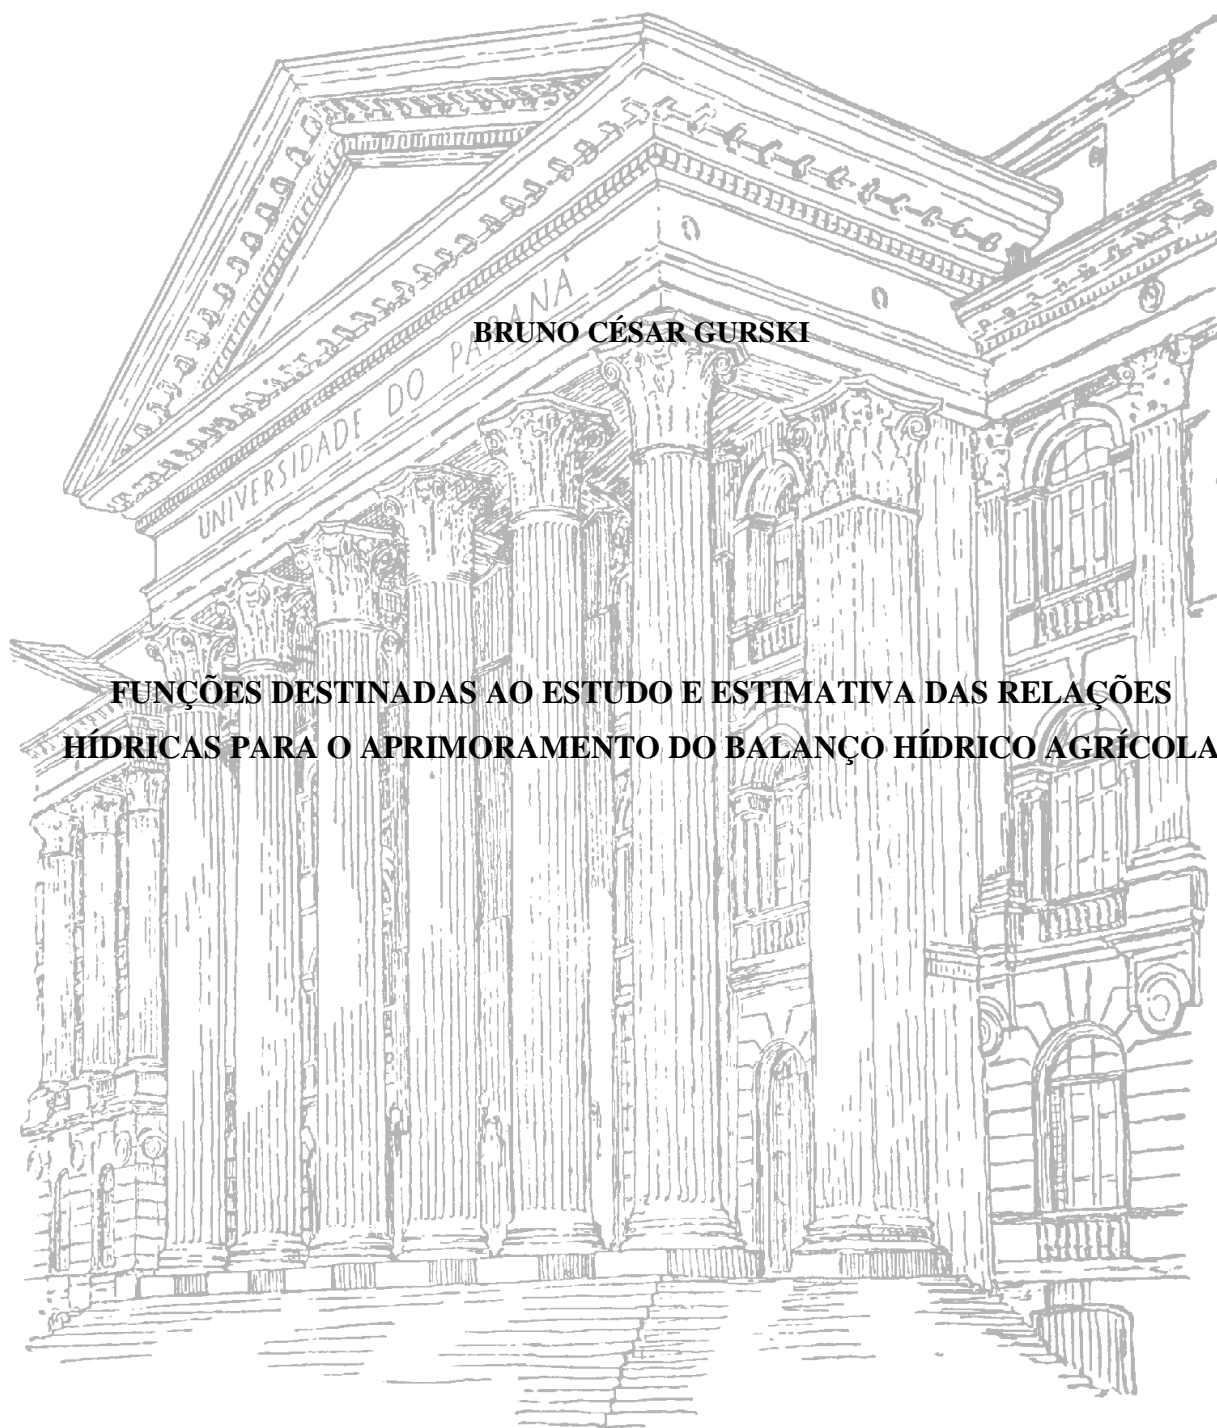 UNIVERSIDADE DO PARANÁ
BRUNO CÉSAR GURSKI
FUNÇÕES DESTINADAS AO ESTUDO E ESTIMATIVA DAS RELAÇÕES
HÍDRICAS PARA O APRIMORAMENTO DO BALANÇO HÍDRICO AGRÍCOLA